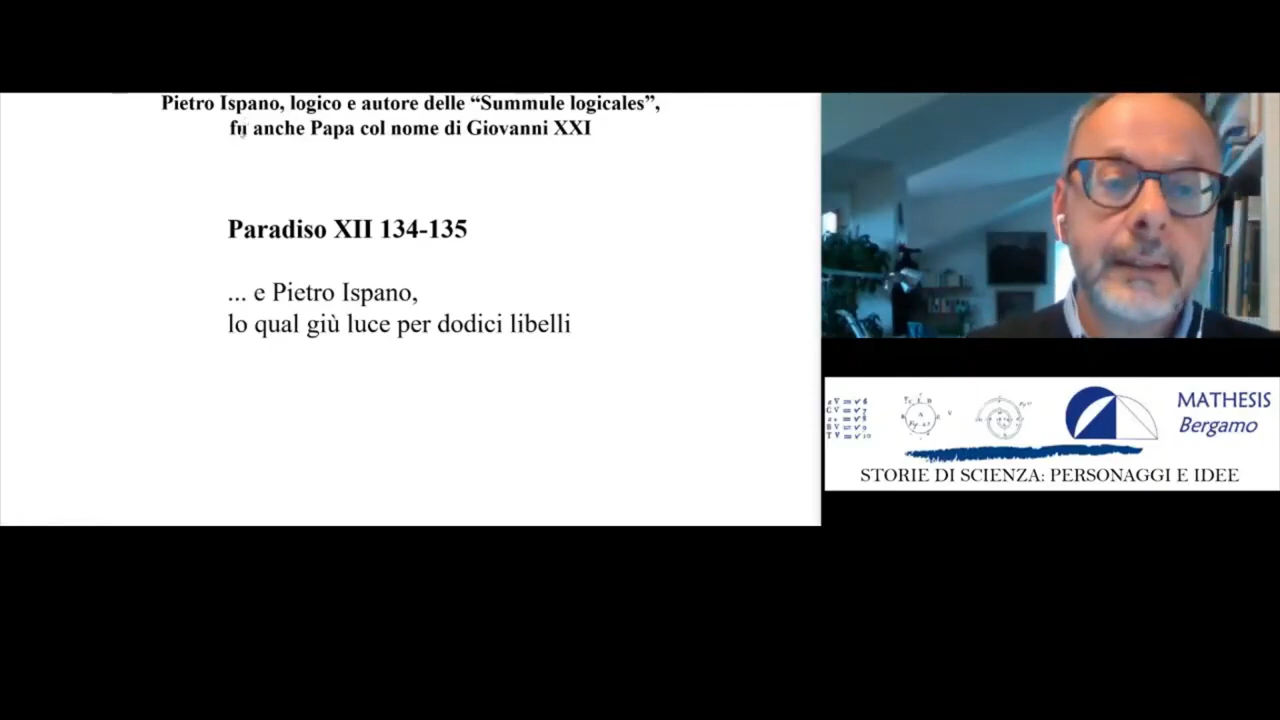 Pietro Ispano, logico e autore delle “Summule logicales”,
fu anche Papa col nome di Giovanni XXI
Paradiso XII 134-135
... e Pietro Ispano,
lo qual giù luce per dodici libelli
MATHESIS
Bergamo
STORIE DI SCIENZA: PERSONAGGI E IDEE